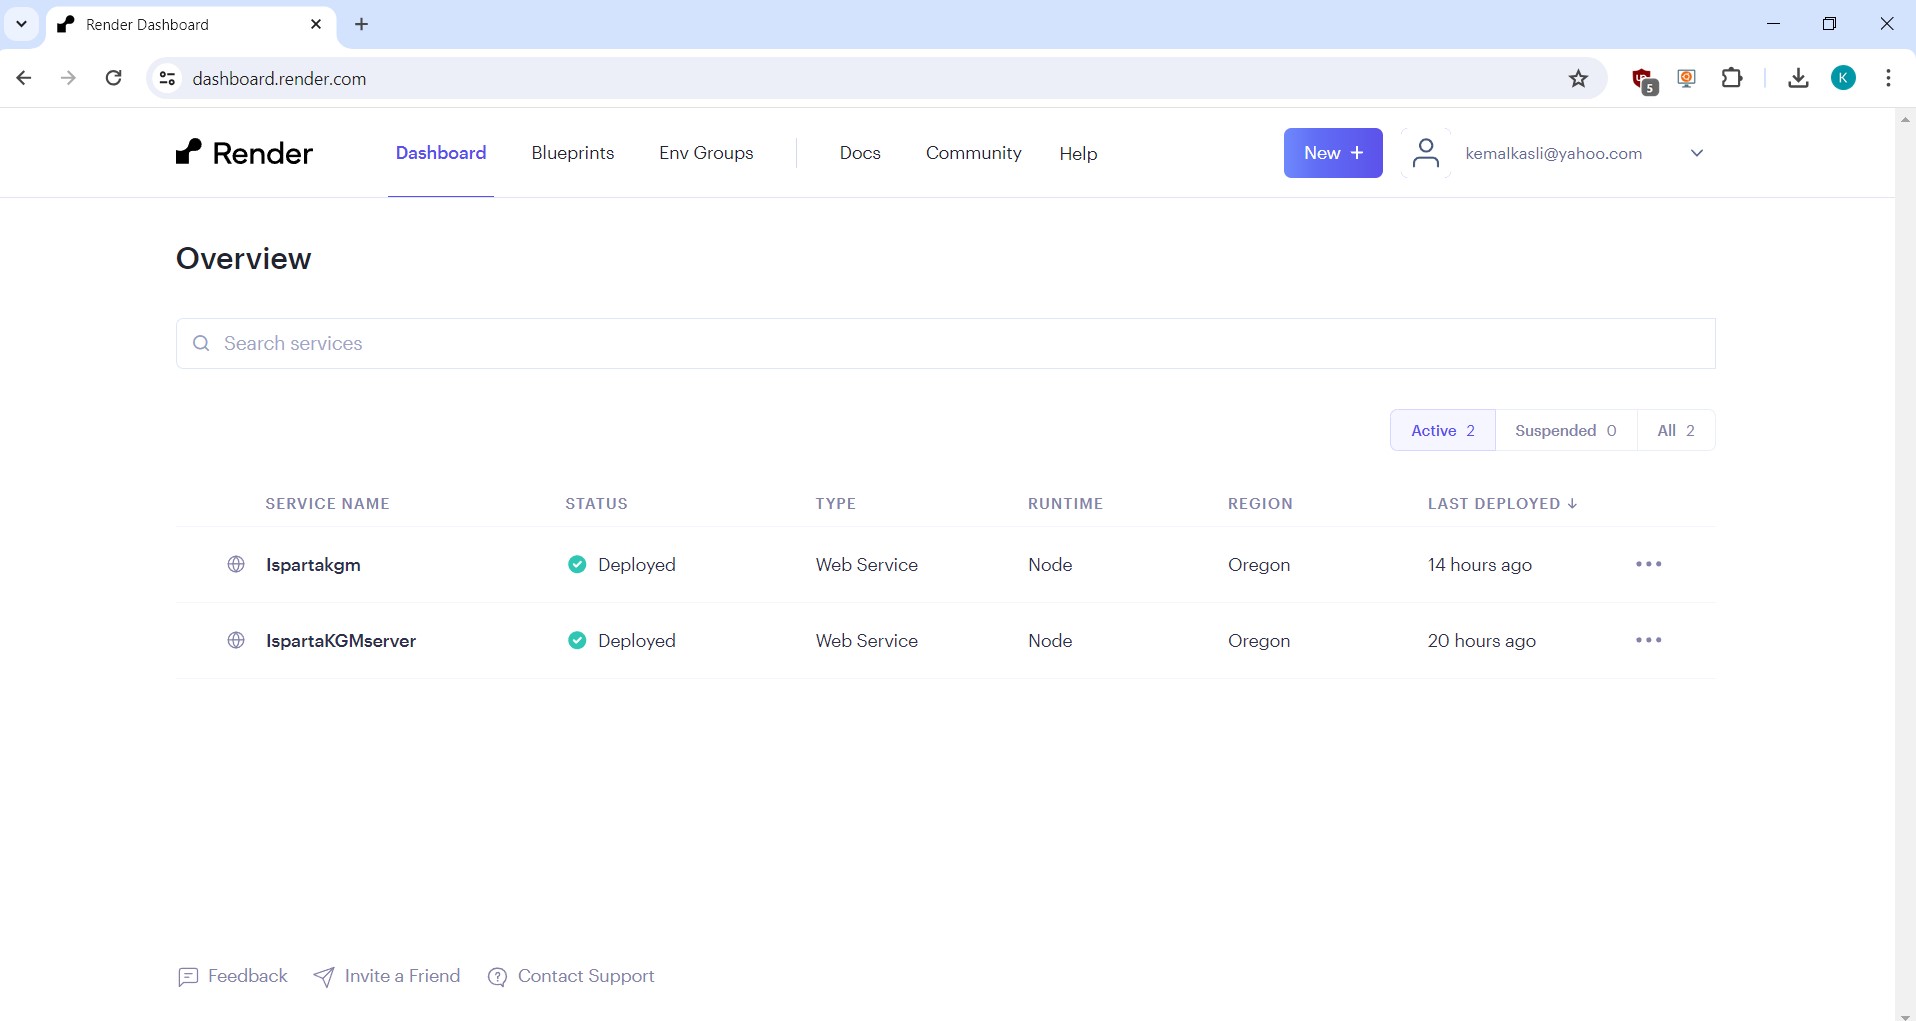 Render Dashboard
dashboard.render.com
5
K
Render
Dashboard
Blueprints
Env Groups
Docs
Community
Help
New +
kemalkasli@yahoo.com
Overview
Search services
Active 2
Suspended 0
All 2
SERVICE NAME STATUS TYPE RUNTIME REGION LAST DEPLOYED ↓
Ispartakgm Deployed Web Service Node Oregon 14 hours ago
IspartaKGMserver Deployed Web Service Node Oregon 20 hours ago
Feedback
Invite a Friend
Contact Support